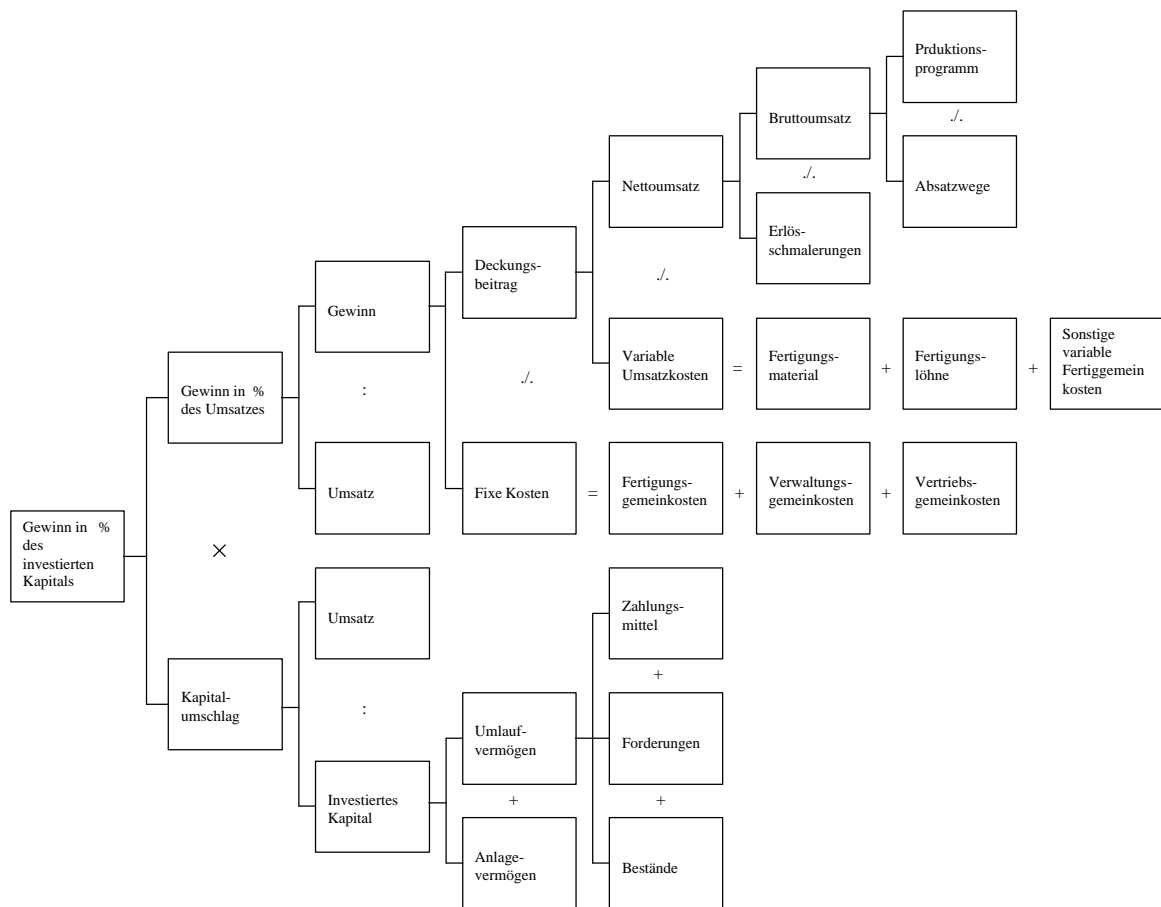 Prduktions-
programm
./.
Bruttoumsatz
./.
Absatzwege
Nettoumsatz
Erlös-
schmalerungen
./.
Deckungs-
beitrag
Gewinn
./.
Variable
Umsatzkosten
=
Fertigungs-
material
+
Fertigungs-
löhne
+
Sonstige
variable
Fertiggemein
kosten
Gewinn in %
des Umsatzes
:
Umsatz
Fixe Kosten
=
Fertigungs-
gemeinkosten
+
Verwaltungs-
gemeinkosten
+
Vertriebs-
gemeinkosten
Gewinn in %
des
investierten
Kapitals
×
Umsatz
Zahlungs-
mittel
+
Kapital-
umschlag
:
Umlauf-
vermögen
Forderungen
+
+
Investiertes
Kapital
Anlage-
vermögen
Bestände